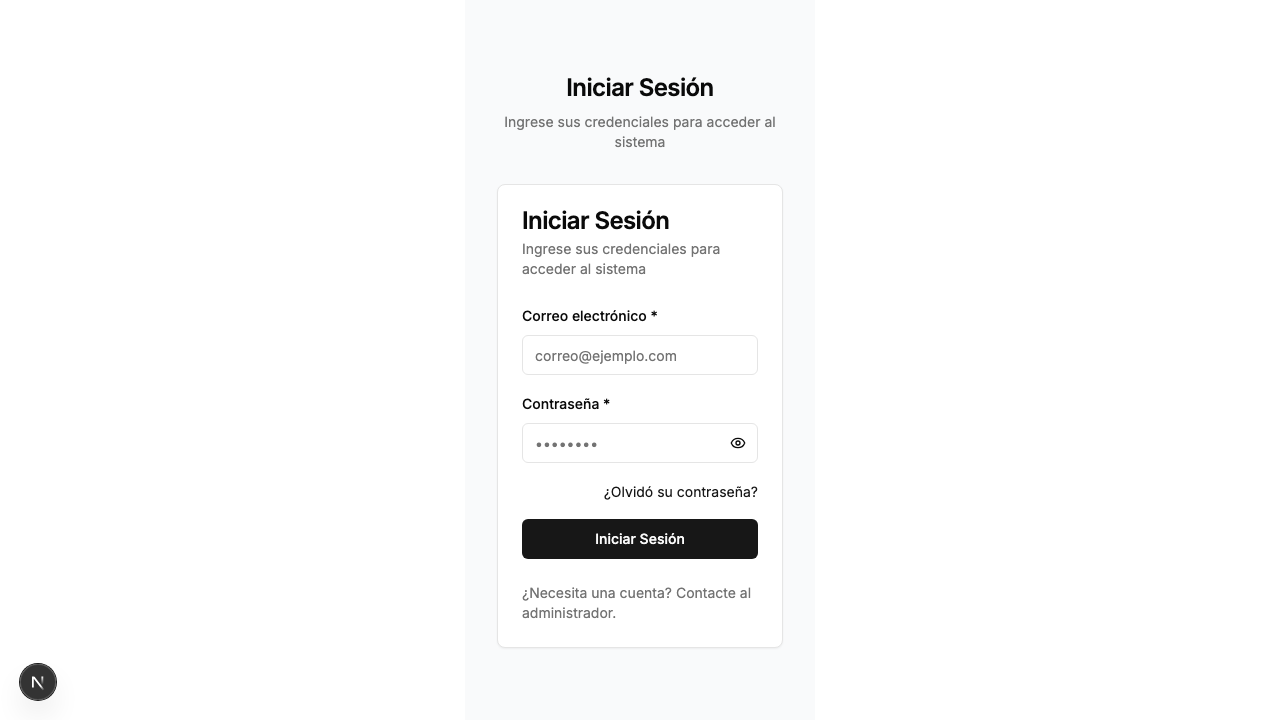 Iniciar Sesión
Ingrese sus credenciales para acceder al
sistema
Iniciar Sesión
Ingrese sus credenciales para
acceder al sistema
Correo electrónico *
correo@ejemplo.com
Contraseña *
••••••••
¿Olvidó su contraseña?
Iniciar Sesión
¿Necesita una cuenta? Contacte al
administrador.
N